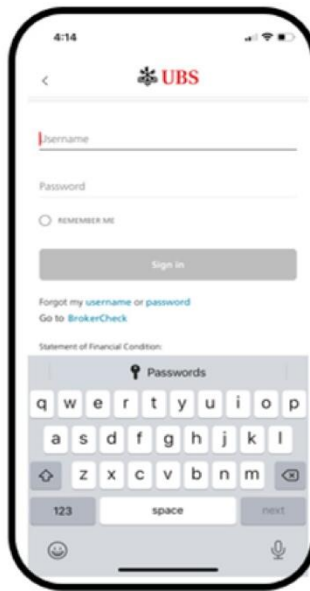 4:14
UBS
Username
Password
REMEMBER ME
Sign in
Forgot my username or password
Go to BrokerCheck
Statement of Financial Condition:
Passwords
q w e r t y u i o p
a s d f g h j k l
z x c v b n m
123 space next